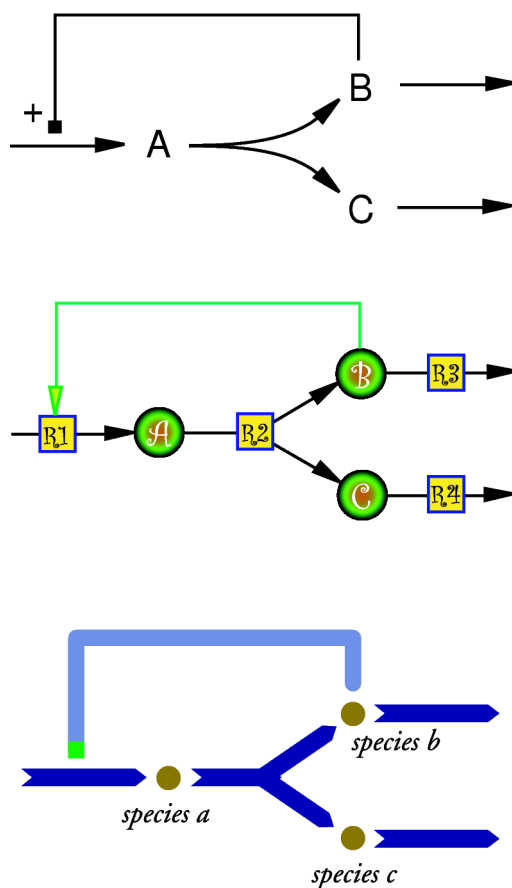 B
+
A
C
B
R3
R1
A
R2
C
R4
species b
species a
species c